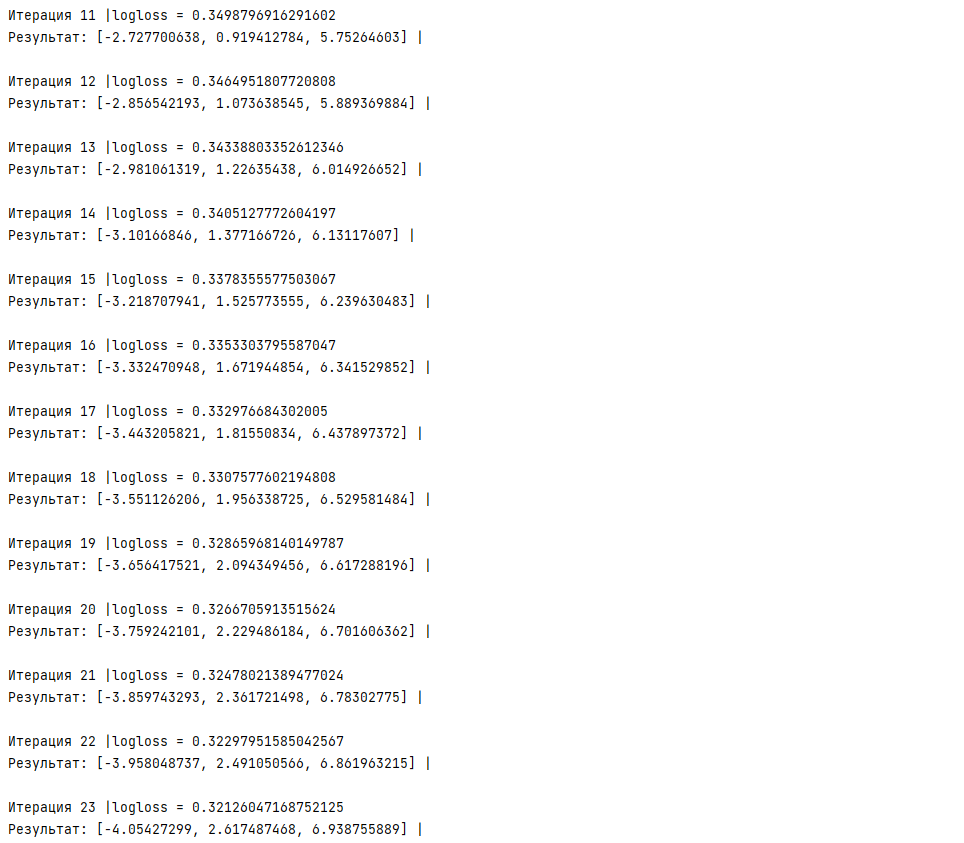 Итерация 11 |logloss = 0.3498796916291602
Результат: [-2.727700638, 0.919412784, 5.75264603] |
Итерация 12 |logloss = 0.3464951807720808
Результат: [-2.856542193, 1.073638545, 5.889369884] |
Итерация 13 |logloss = 0.34338803352612346
Результат: [-2.981061319, 1.22635438, 6.014926652] |
Итерация 14 |logloss = 0.3405127772604197
Результат: [-3.10166846, 1.377166726, 6.13117607] |
Итерация 15 |logloss = 0.3378355577503067
Результат: [-3.218707941, 1.525773555, 6.239630483] |
Итерация 16 |logloss = 0.3353303795587047
Результат: [-3.332470948, 1.671944854, 6.341529852] |
Итерация 17 |logloss = 0.332976684302005
Результат: [-3.443205821, 1.81550834, 6.437897372] |
Итерация 18 |logloss = 0.3307577602194808
Результат: [-3.551126206, 1.956338725, 6.529581484] |
Итерация 19 |logloss = 0.32865968140149787
Результат: [-3.656417521, 2.094349456, 6.617288196] |
Итерация 20 |logloss = 0.3266705913515624
Результат: [-3.759242101, 2.229486184, 6.701606362] |
Итерация 21 |logloss = 0.32478021389477024
Результат: [-3.859743293, 2.361721498, 6.78302775] |
Итерация 22 |logloss = 0.32297951585042567
Результат: [-3.958048737, 2.491050566, 6.861963215] |
Итерация 23 |logloss = 0.32126047168752125
Результат: [-4.05427299, 2.617487468, 6.938755889] |